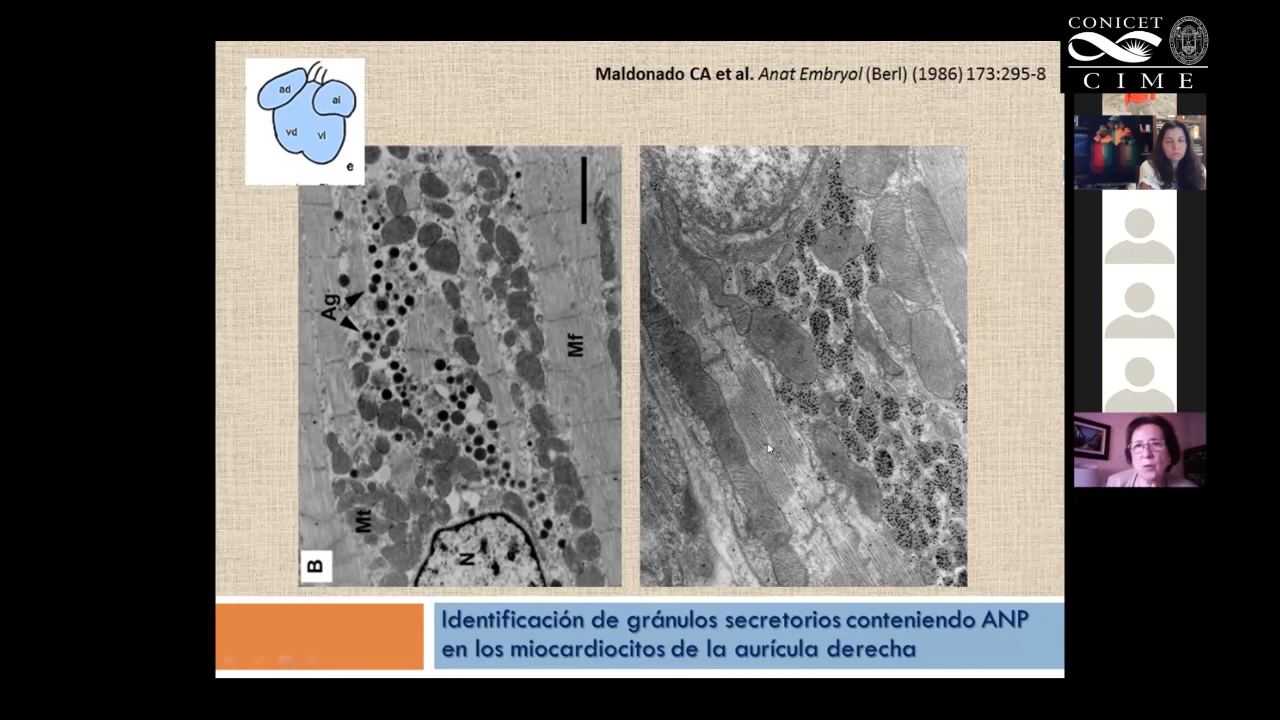 CONICET
CIME
Maldonado CA et al. Anat Embryol (Berl) (1986) 173:295-8
ad
ai
vd
vi
e
Ag
Mf
Mt
N
B
Identificación de gránulos secretorios conteniendo ANP
en los miocardiocitos de la aurícula derecha